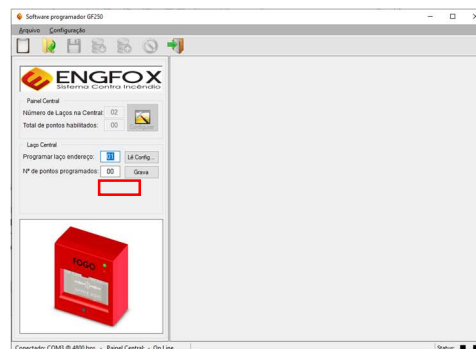 Software programador GF250
Arquivo Configuração
ENGFOX
Sistema Contra Incêndio
Painel Central
Número de Laços na Central: 02
Total de pontos habilitados: 00
Configurar
Laço Central
Programar laço endereço: 01 Lê Config...
Nº de pontos programados: 00 Grava
FOGO
Conectado: COM3 @ 4800 bps - Painel Central: - On Line
Status: